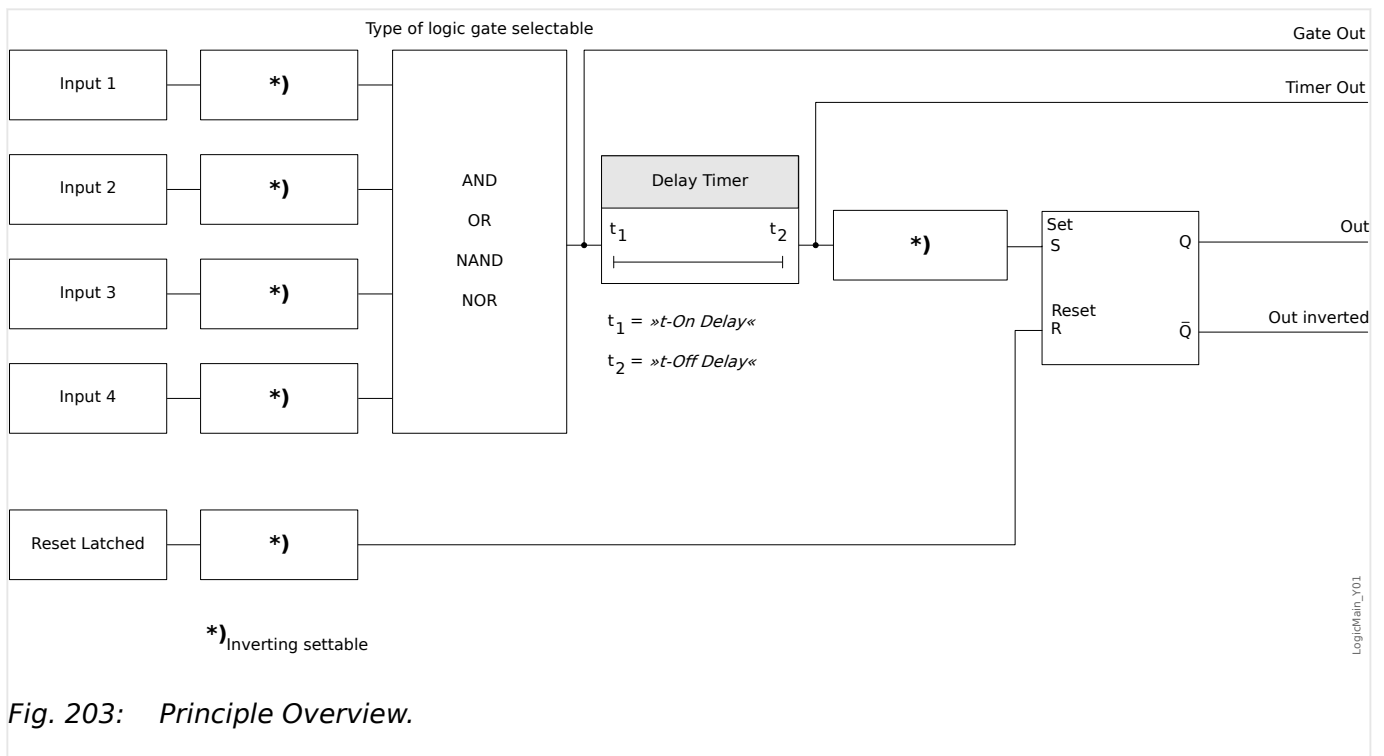 Type of logic gate selectable
Gate Out
Input 1
*)
Timer Out
Input 2
*)
AND
OR
NAND
NOR
Delay Timer
t1
t2
*)
Set
S
Q
Out
Input 3
*)
t1 = »t-On Delay«
t2 = »t-Off Delay«
Reset
R
Q̅
Out inverted
Input 4
*)
Reset Latched
*)
*)Inverting settable
LogicMain_Y01
Fig. 203: Principle Overview.